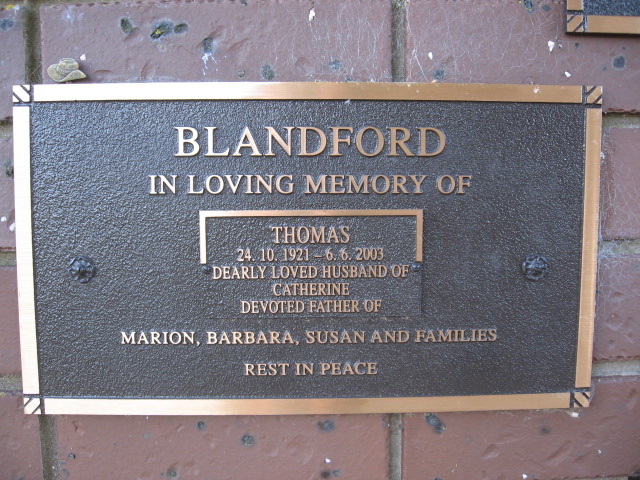 BLANDFORD
IN LOVING MEMORY OF
THOMAS
24. 10. 1921 – 6. 6. 2003
DEARLY LOVED HUSBAND OF
CATHERINE
DEVOTED FATHER OF
MARION, BARBARA, SUSAN AND FAMILIES
REST IN PEACE